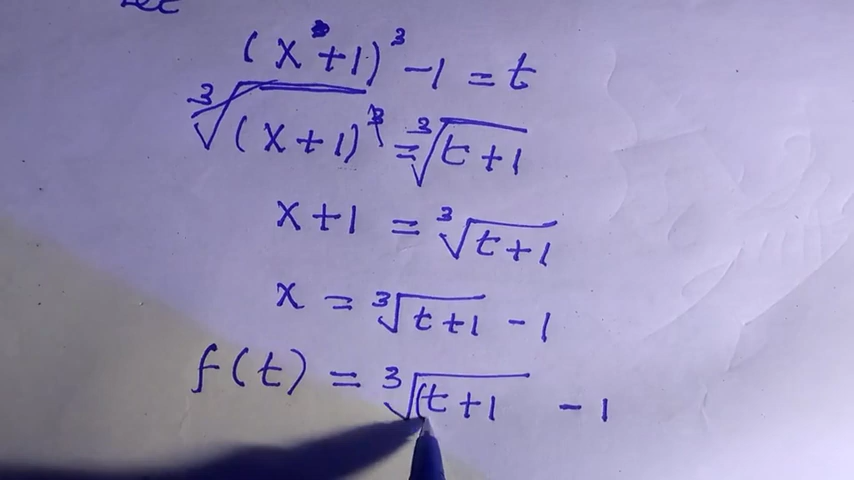 (x+1)³ - 1 = t
∛(x+1)³ = ∛t+1
x+1 = ∛t+1
x = ∛t+1 - 1
f(t) = ∛(t+1 - 1